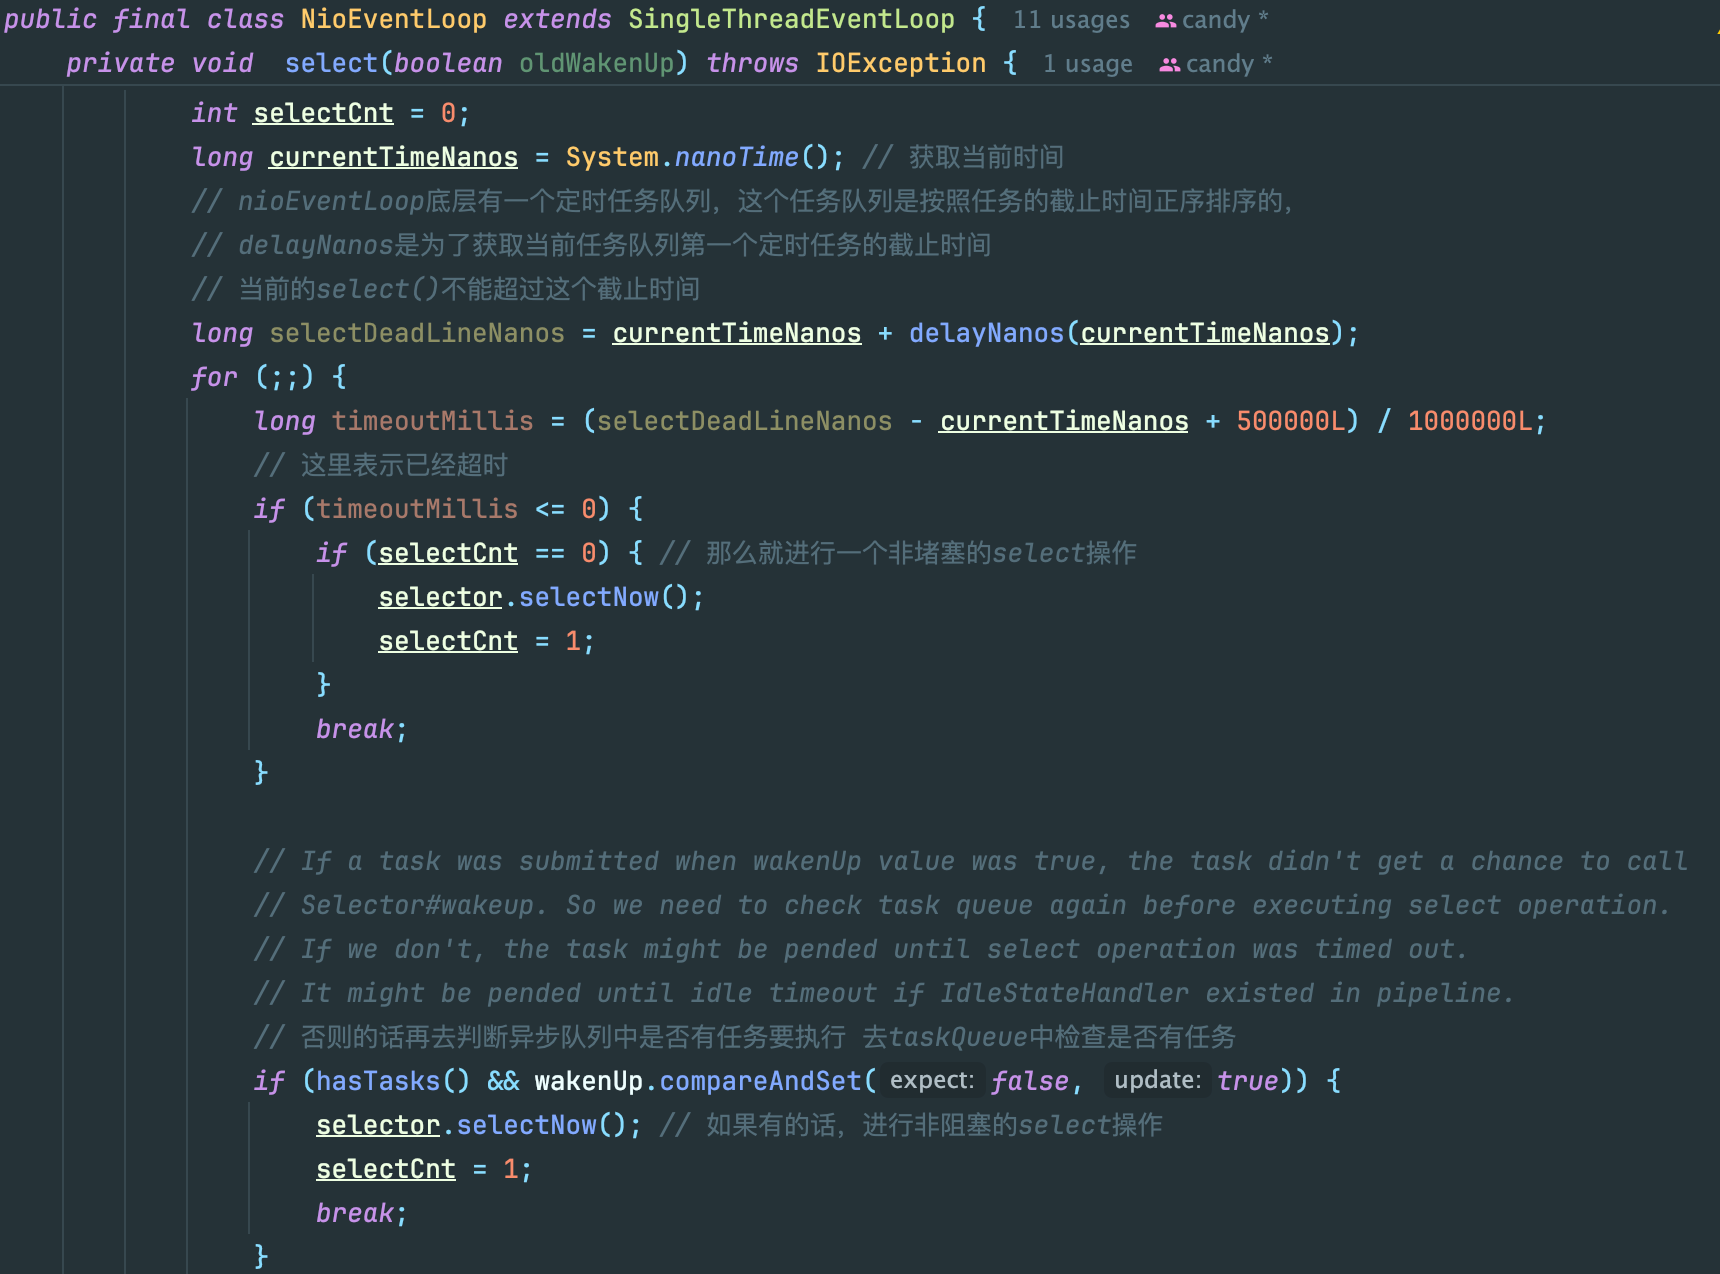 public final class NioEventLoop extends SingleThreadEventLoop { 11 usages candy *
private void select(boolean oldWakenUp) throws IOException { 1 usage candy *
int selectCnt = 0;
long currentTimeNanos = System.nanoTime(); // 获取当前时间
// nioEventLoop底层有一个定时任务队列，这个任务队列是按照任务的截止时间正序排序的，
// delayNanos是为了获取当前任务队列第一个定时任务的截止时间
// 当前的select()不能超过这个截止时间
long selectDeadLineNanos = currentTimeNanos + delayNanos(currentTimeNanos);
for (;;) {
long timeoutMillis = (selectDeadLineNanos - currentTimeNanos + 500000L) / 1000000L;
// 这里表示已经超时
if (timeoutMillis <= 0) {
if (selectCnt == 0) { // 那么就进行一个非堵塞的select操作
selector.selectNow();
selectCnt = 1;
}
break;
}
// If a task was submitted when wakenUp value was true, the task didn't get a chance to call
// Selector#wakeup. So we need to check task queue again before executing select operation.
// If we don't, the task might be pended until select operation was timed out.
// It might be pended until idle timeout if IdleStateHandler existed in pipeline.
// 否则的话再去判断异步队列中是否有任务要执行 去taskQueue中检查是否有任务
if (hasTasks() && wakenUp.compareAndSet( expect: false, update: true)) {
selector.selectNow(); // 如果有的话，进行非阻塞的select操作
selectCnt = 1;
break;
}